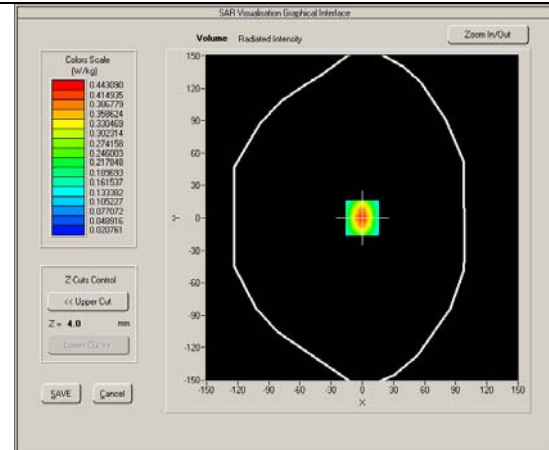 SAR Visualisation Graphical Interface
Volume Radiated Intensity
Zoom In/Out
Colors Scale
(W/kg)
0.443090
0.414935
0.386779
0.358624
0.330469
0.302314
0.274158
0.246003
0.217848
0.189693
0.161537
0.133382
0.105227
0.077072
0.048916
0.020761
150
120
90
60
30
0
-30
-60
-90
-120
-150
Y
-150 -120 -90 -60 -30 0 30 60 90 120 150
X
Z Cuts Control
<< Upper Cut
Z = 4.0 mm
Lower Cut >>
SAVE Cancel